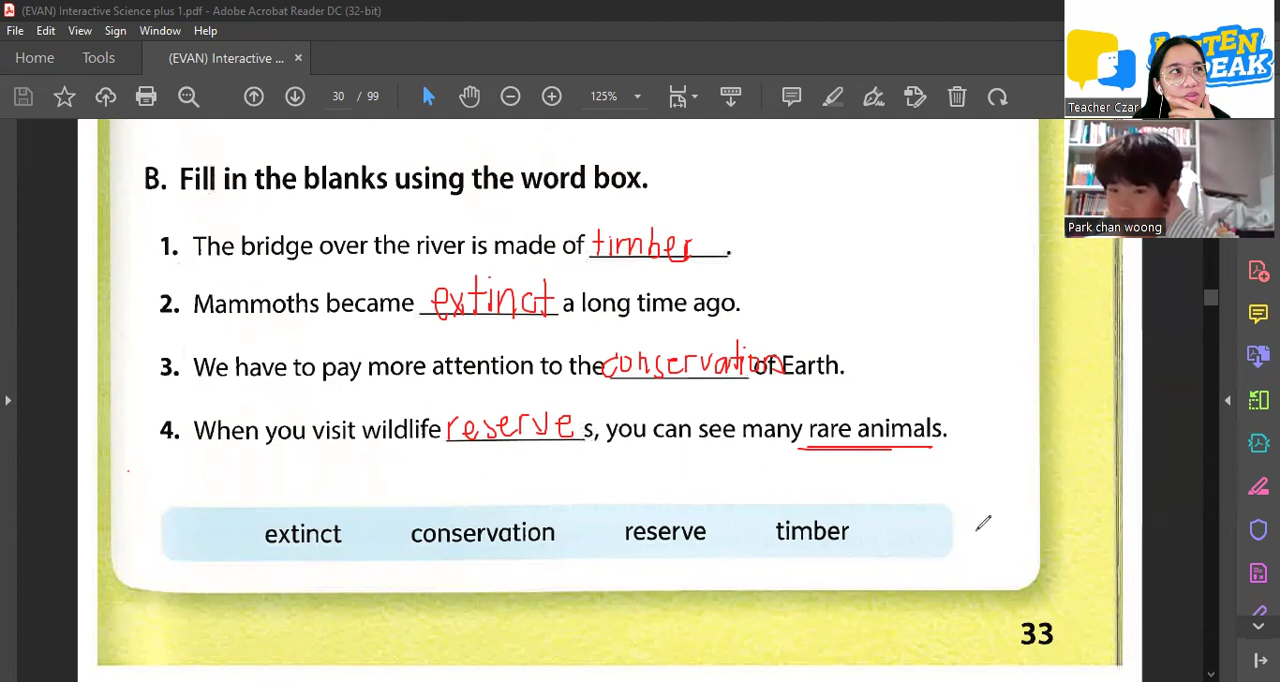 (EVAN) Interactive Science plus 1.pdf - Adobe Acrobat Reader DC (32-bit)
File Edit View Sign Window Help
Home Tools (EVAN) Interactive ... ×
30 / 99 125%
LISTEN
SPEAK
Teacher Czar
Park chan woong
B. Fill in the blanks using the word box.
1. The bridge over the river is made of timber.
2. Mammoths became extinct a long time ago.
3. We have to pay more attention to the conservation of Earth.
4. When you visit wildlife reserves, you can see many rare animals.
extinct conservation reserve timber
33